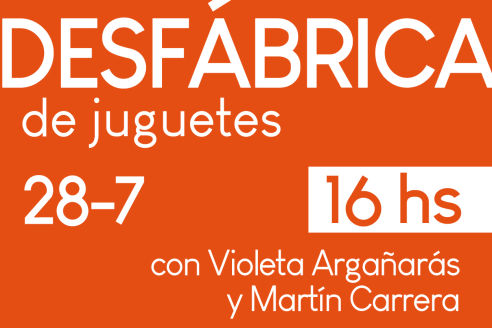 DESFÁBRICA
de juguetes
28-7
16 hs
con Violeta Argañarás
y Martín Carrera